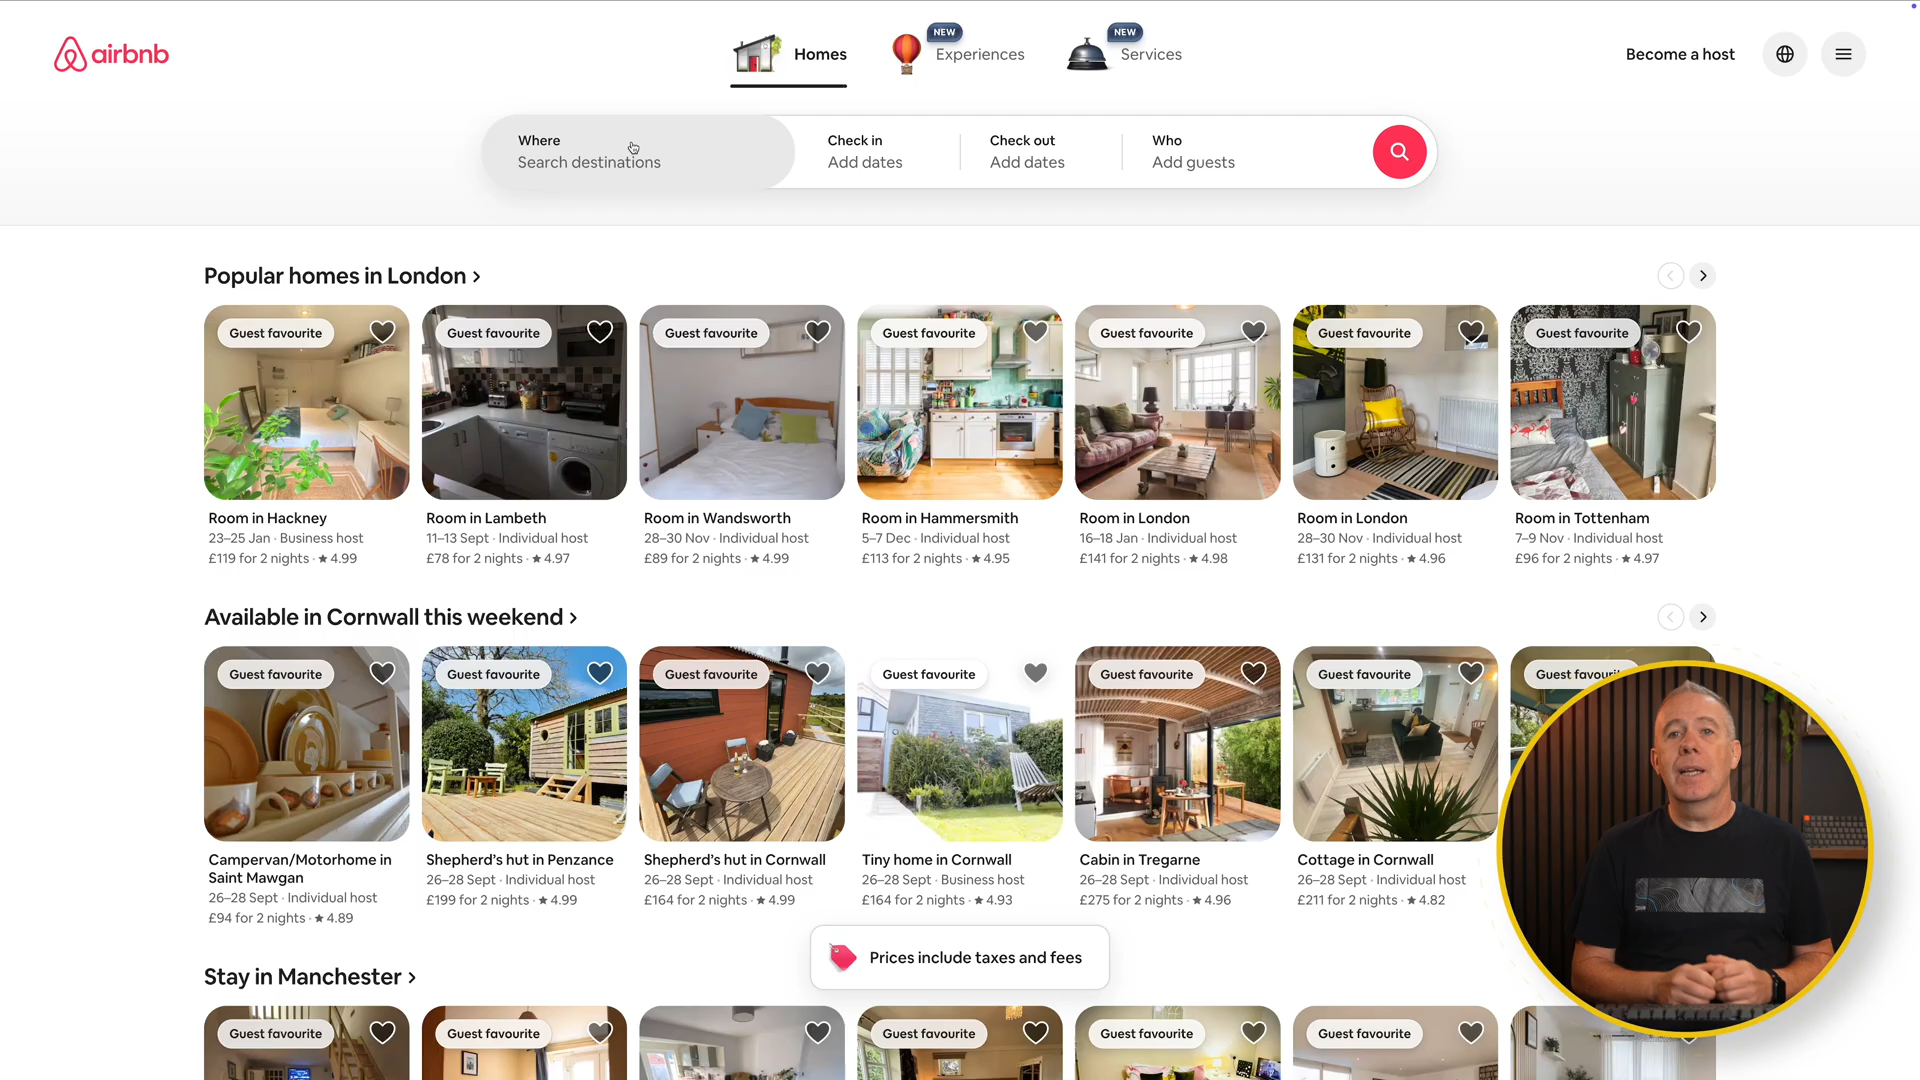 airbnb
Homes
NEW
Experiences
NEW
Services
Become a host
Where
Search destinations
Check in
Add dates
Check out
Add dates
Who
Add guests
Popular homes in London
Guest favourite
Guest favourite
Guest favourite
Guest favourite
Guest favourite
Guest favourite
Guest favourite
Room in Hackney
23–25 Jan · Business host
£119 for 2 nights · ★ 4.99
Room in Lambeth
11–13 Sept · Individual host
£78 for 2 nights · ★ 4.97
Room in Wandsworth
28–30 Nov · Individual host
£89 for 2 nights · ★ 4.99
Room in Hammersmith
5–7 Dec · Individual host
£113 for 2 nights · ★ 4.95
Room in London
16–18 Jan · Individual host
£141 for 2 nights · ★ 4.98
Room in London
28–30 Nov · Individual host
£131 for 2 nights · ★ 4.96
Room in Tottenham
7–9 Nov · Individual host
£96 for 2 nights · ★ 4.97
Available in Cornwall this weekend
Guest favourite
Guest favourite
Guest favourite
Guest favourite
Guest favourite
Guest favourite
Guest
Campervan/Motorhome in
Saint Mawgan
26–28 Sept · Individual host
£94 for 2 nights · ★ 4.89
Shepherd's hut in Penzance
26–28 Sept · Individual host
£199 for 2 nights · ★ 4.99
Shepherd's hut in Cornwall
26–28 Sept · Individual host
£164 for 2 nights · ★ 4.99
Tiny home in Cornwall
26–28 Sept · Business host
£164 for 2 nights · ★ 4.93
Cabin in Tregarne
26–28 Sept · Individual host
£275 for 2 nights · ★ 4.96
Cottage in Cornwall
26–28 Sept · Individual host
£211 for 2 nights · ★ 4.82
Prices include taxes and fees
Stay in Manchester
Guest favourite
Guest favourite
Guest favourite
Guest favourite
Guest favourite
Guest favourite